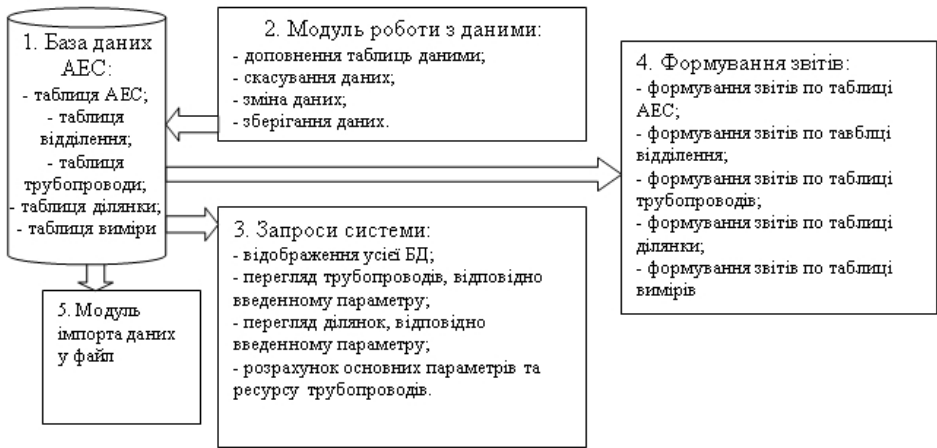 1. База даних
АЕС:
- таблиця АЕС;
- таблиця
відділення;
- таблиця
трубопроводи;
- таблиця ділянки;
- таблиця виміри
2. Модуль роботи з даними:
- доповнення таблиць даними;
- скасування даних;
- зміна даних;
- зберігання даних.
3. Запроси системи:
- відображення усієї БД;
- перегляд трубопроводів, відповідно
введенному параметру;
- перегляд ділянок, відповідно
введенному параметру;
- розрахунок основних параметрів та
ресурсу трубопроводів.
4. Формування звітів:
- формування звітів по таблиці
АЕС;
- формування звітів по тавблці
відділення;
- формування звітів по таблиці
трубопроводів;
- формування звітів по таблиці
ділянки;
- формування звітів по таблиці
вимірів
5. Модуль
імпорта даних
у файл